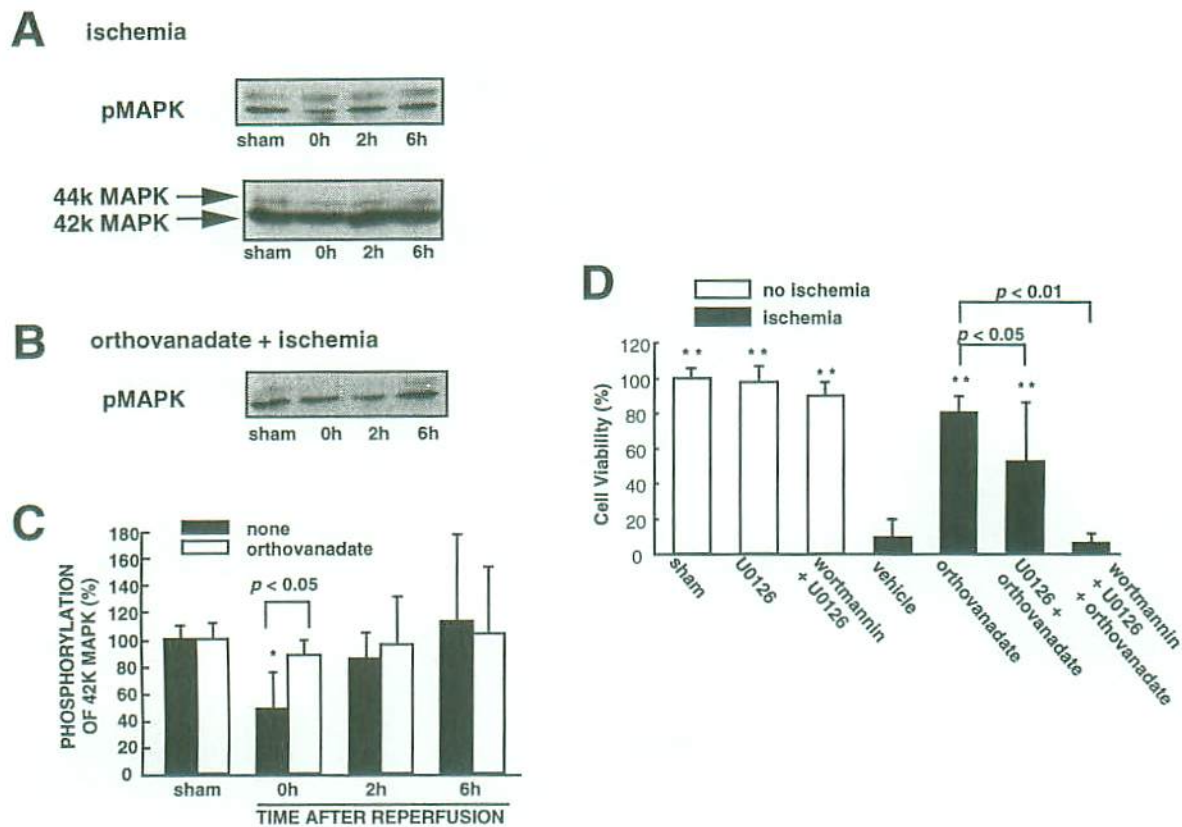 A ischemia
pMAPK
sham 0h 2h 6h
44k MAPK
42k MAPK
sham 0h 2h 6h
B orthovanadate + ischemia
pMAPK
sham 0h 2h 6h
C
none
orthovanadate
PHOSPHORYLATION
OF 42K MAPK (%)
180
160
140
120
100
80
60
40
20
0
p < 0.05
*
sham 0h 2h 6h
TIME AFTER REPERFUSION
D
no ischemia
ischemia
p < 0.01
p < 0.05
Cell Viability (%)
120
100
80
60
40
20
0
** ** ** ** **
sham
U0126
wortmannin
+ U0126
vehicle
orthovanadate
U0126 +
orthovanadate
wortmannin
+ U0126
+ orthovanadate